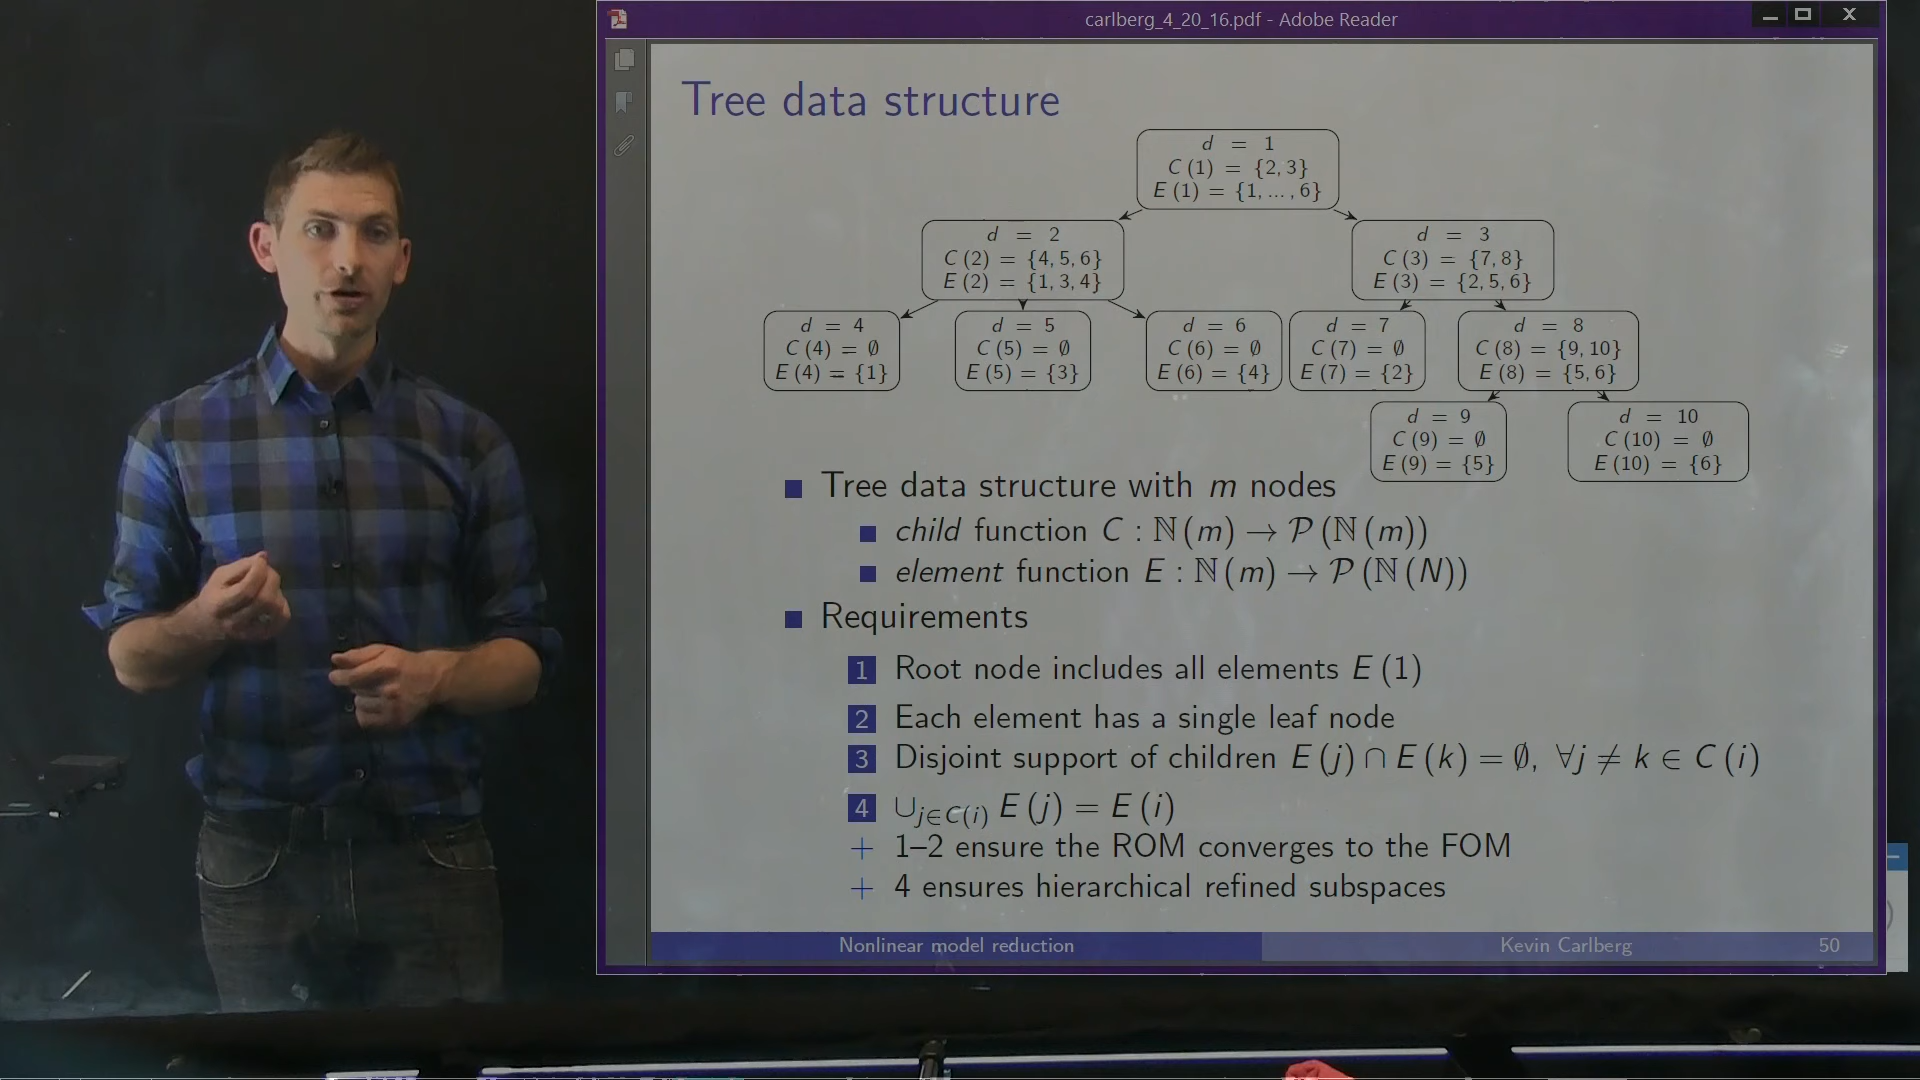 carlberg_4_20_16.pdf - Adobe Reader
X
Tree data structure
d = 1
C (1) = {2, 3}
E (1) = {1, ... , 6}
d = 2
C (2) = {4, 5, 6}
E (2) = {1, 3, 4}
d = 3
C (3) = {7, 8}
E (3) = {2, 5, 6}
d = 4
C (4) = ∅
E (4) = {1}
d = 5
C (5) = ∅
E (5) = {3}
d = 6
C (6) = ∅
E (6) = {4}
d = 7
C (7) = ∅
E (7) = {2}
d = 8
C (8) = {9, 10}
E (8) = {5, 6}
d = 9
C (9) = ∅
E (9) = {5}
d = 10
C (10) = ∅
E (10) = {6}
Tree data structure with m nodes
child function C : ℕ (m) → 𝒫 (ℕ (m))
element function E : ℕ (m) → 𝒫 (ℕ (N))
Requirements
1 Root node includes all elements E (1)
2 Each element has a single leaf node
3 Disjoint support of children E (j) ∩ E (k) = ∅, ∀j ≠ k ∈ C (i)
4 ∪j∈C(i) E (j) = E (i)
+ 1–2 ensure the ROM converges to the FOM
+ 4 ensures hierarchical refined subspaces
Nonlinear model reduction Kevin Carlberg 50